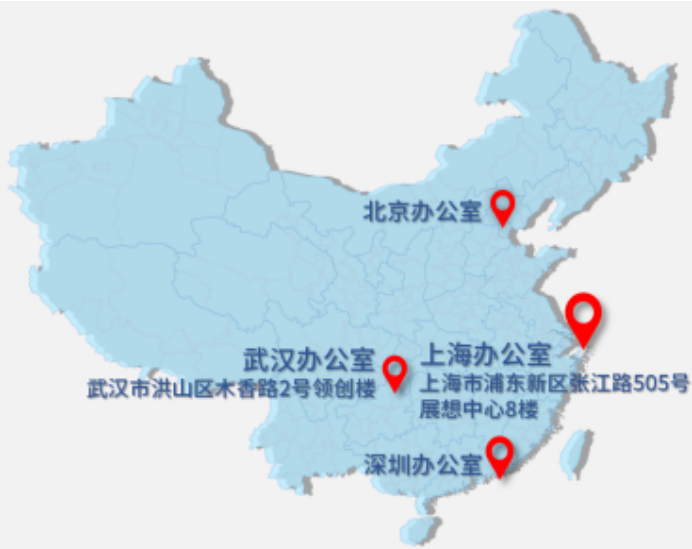 北京办公室
武汉办公室
武汉市洪山区木香路2号领创楼
上海办公室
上海市浦东新区张江路505号
展想中心8楼
深圳办公室